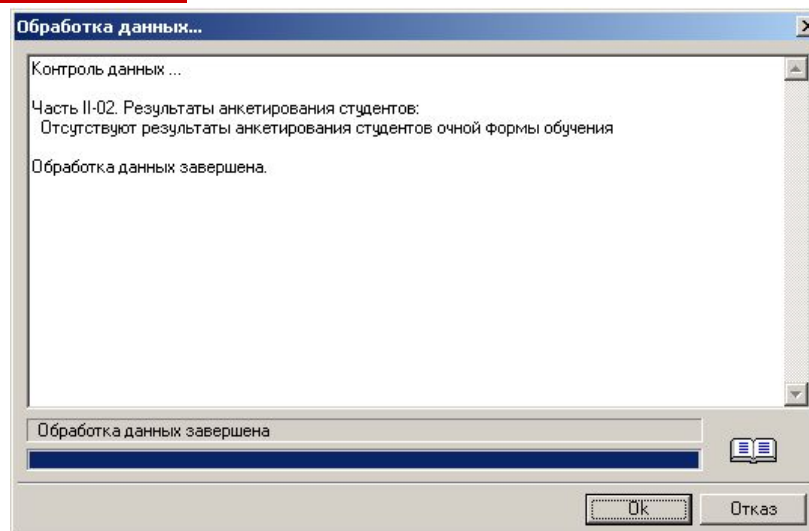 Обработка данных...
Контроль данных ...
Часть II-02. Результаты анкетирования студентов:
Отсутствуют результаты анкетирования студентов очной формы обучения
Обработка данных завершена.
Обработка данных завершена
Ok
Отказ